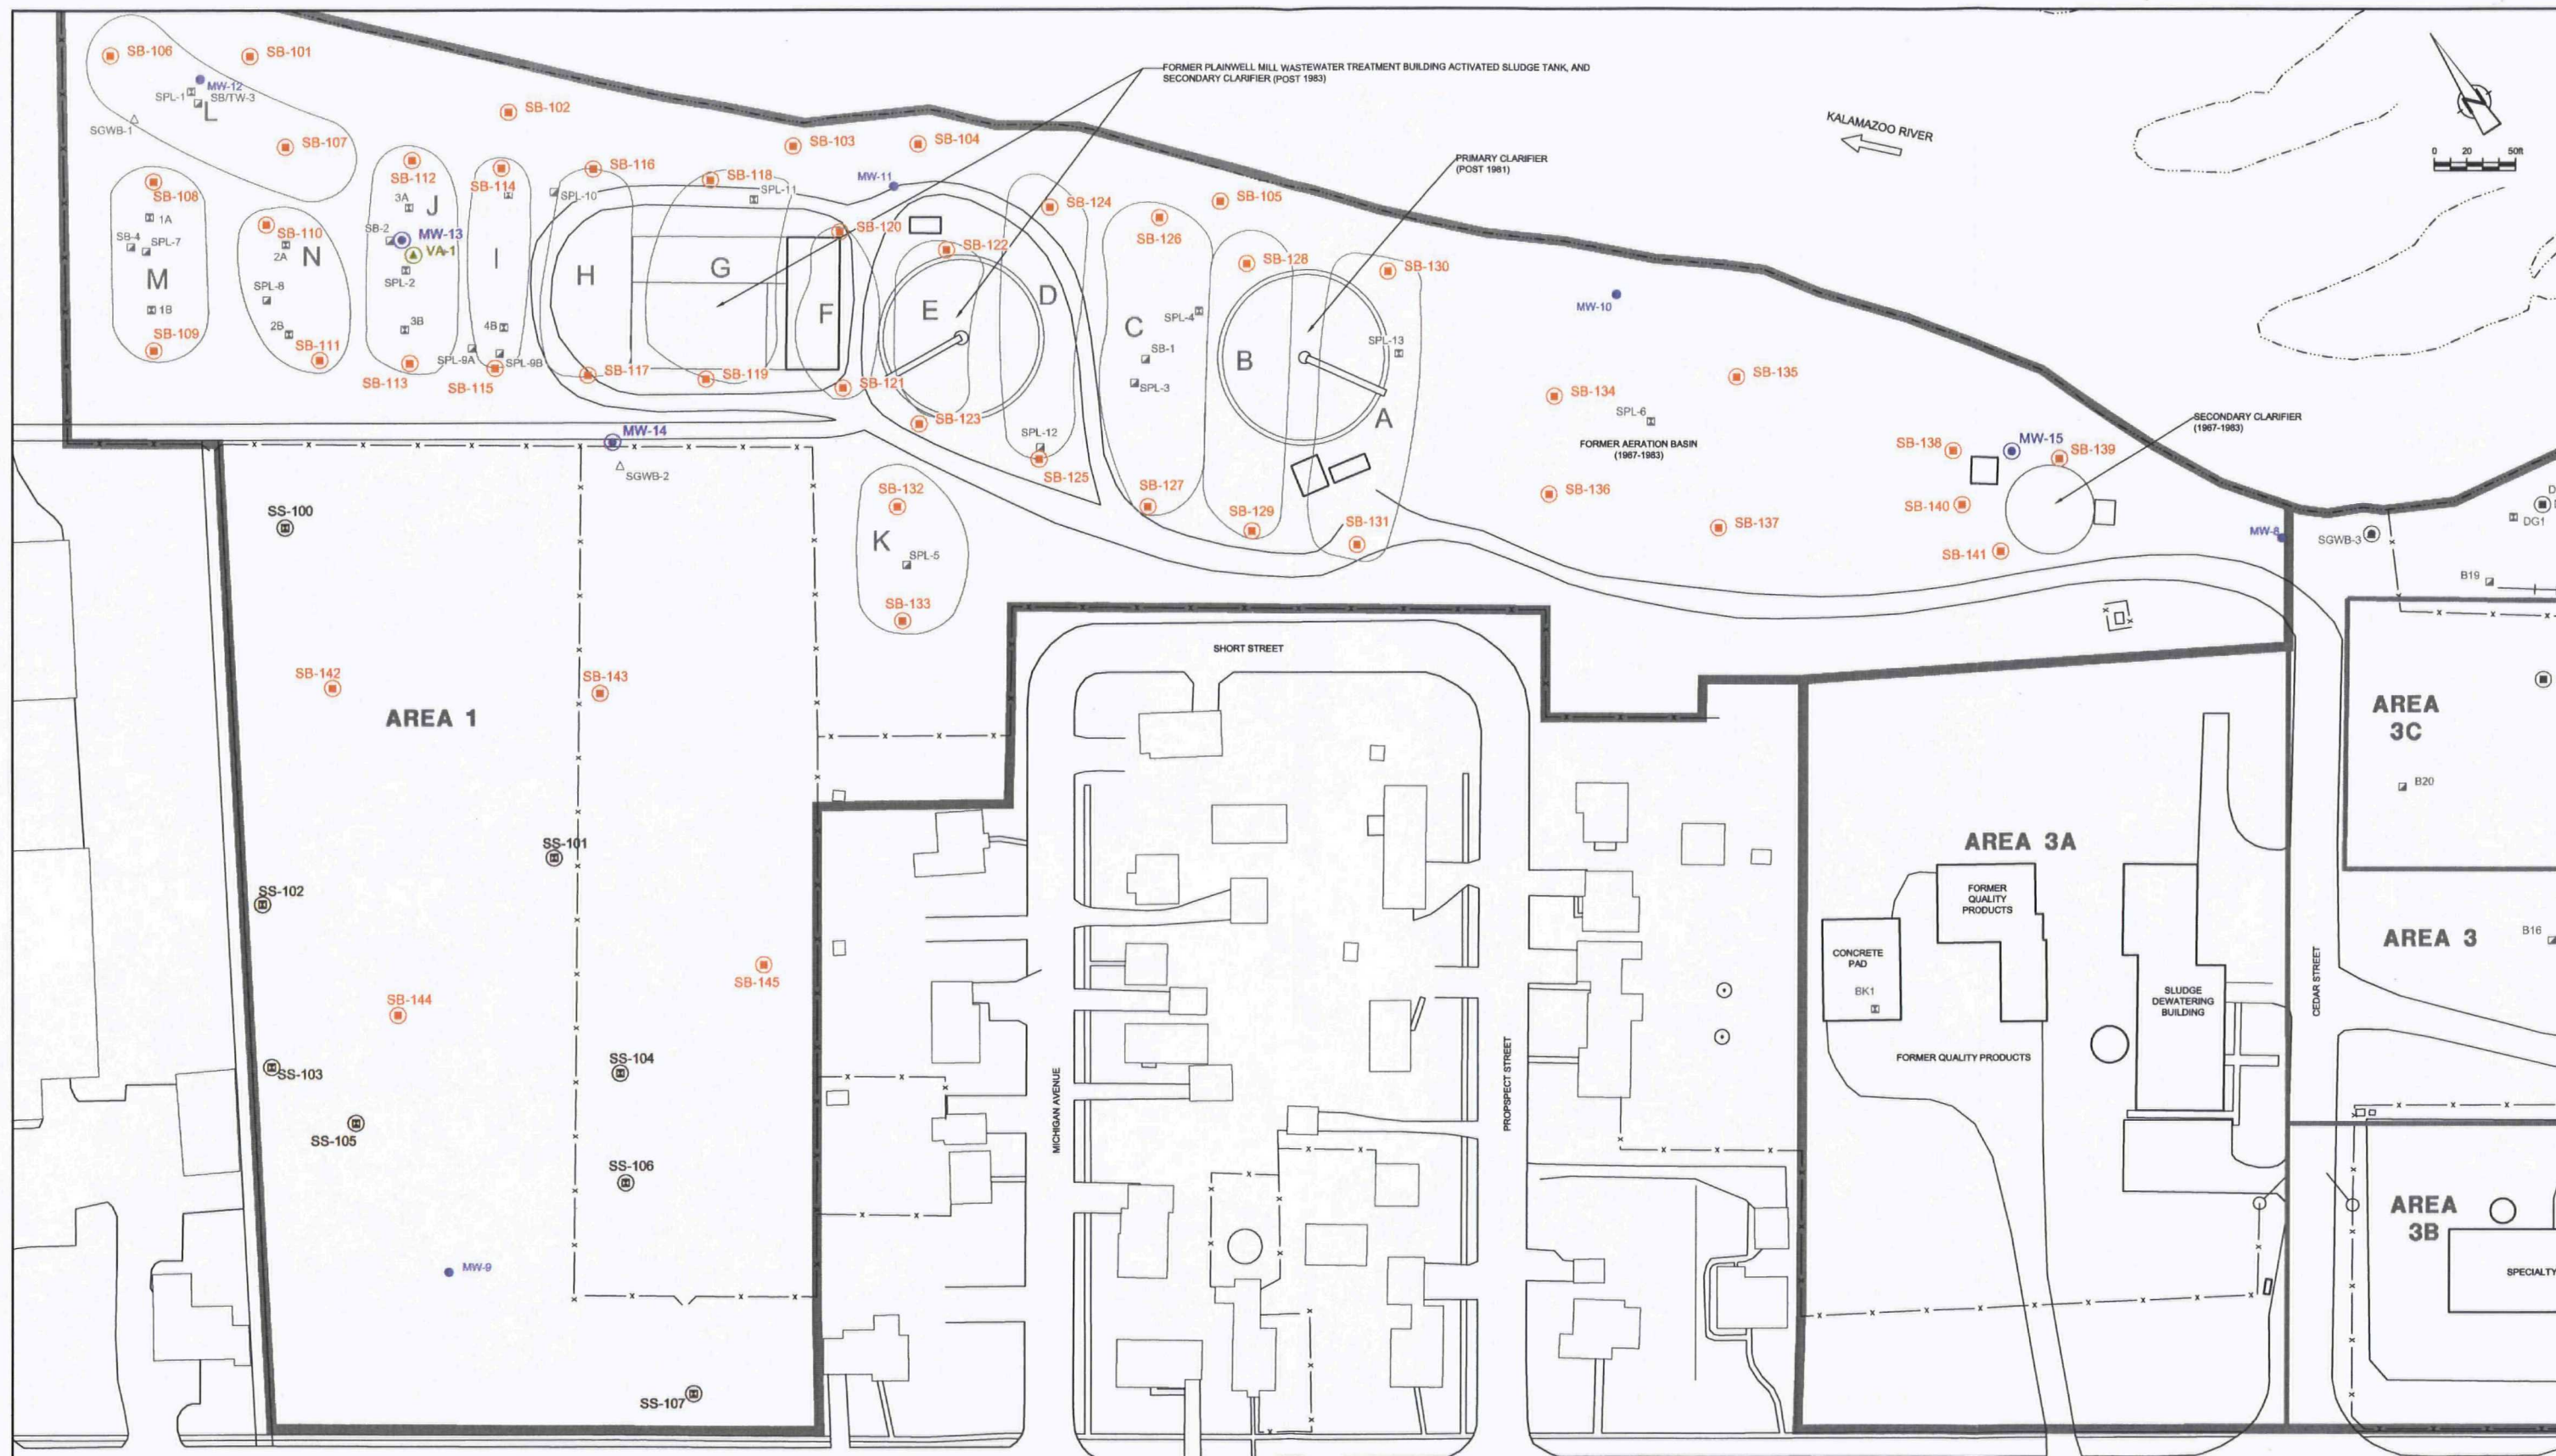 SB-106
SB-101
MW-12
SPL-1
SB/TW-3
L
SGWB-1
SB-102
SB-107
FORMER PLAINWELL MILL WASTEWATER TREATMENT BUILDING ACTIVATED SLUDGE TANK, AND
SECONDARY CLARIFIER (POST 1983)
SB-103
SB-104
KALAMAZOO RIVER
PRIMARY CLARIFIER
(POST 1981)
0 20 50ft
SB-108
1A
SB-4
SPL-7
M
1B
SB-109
SB-110
2A
N
SPL-8
2B
SB-111
SB-112
3A
J
SB-2
MW-13
VA-1
SPL-2
3B
SB-113
SB-114
I
4B
SPL-9A
SPL-9B
SB-115
SB-116
SPL-10
H
SB-117
SB-118
SPL-11
G
SB-119
MW-11
SB-120
F
SB-121
SB-122
E
SB-123
SB-124
D
SPL-12
SB-125
SB-105
SB-126
C
SPL-4
SB-1
SPL-3
SB-127
SB-128
B
SB-129
SB-130
SPL-13
A
SB-131
MW-10
SB-134
SB-135
SPL-6
FORMER AERATION BASIN
(1967-1983)
SB-136
SB-137
SECONDARY CLARIFIER
(1967-1983)
SB-138
MW-15
SB-139
SB-140
SB-141
MW-8
SGWB-3
D
DG1
B19
MW-14
SGWB-2
SB-132
K
SPL-5
SB-133
SS-100
SB-142
SB-143
AREA 1
SS-101
SS-102
SB-145
SB-144
SS-104
SS-103
SS-105
SS-106
MW-9
SS-107
SHORT STREET
MICHIGAN AVENUE
PROPSPECT STREET
AREA 3A
FORMER
QUALITY
PRODUCTS
CONCRETE
PAD
BK1
FORMER QUALITY PRODUCTS
SLUDGE
DEWATERING
BUILDING
CEDAR STREET
AREA
3C
B20
AREA 3
B16
AREA
3B
SPECIALTY